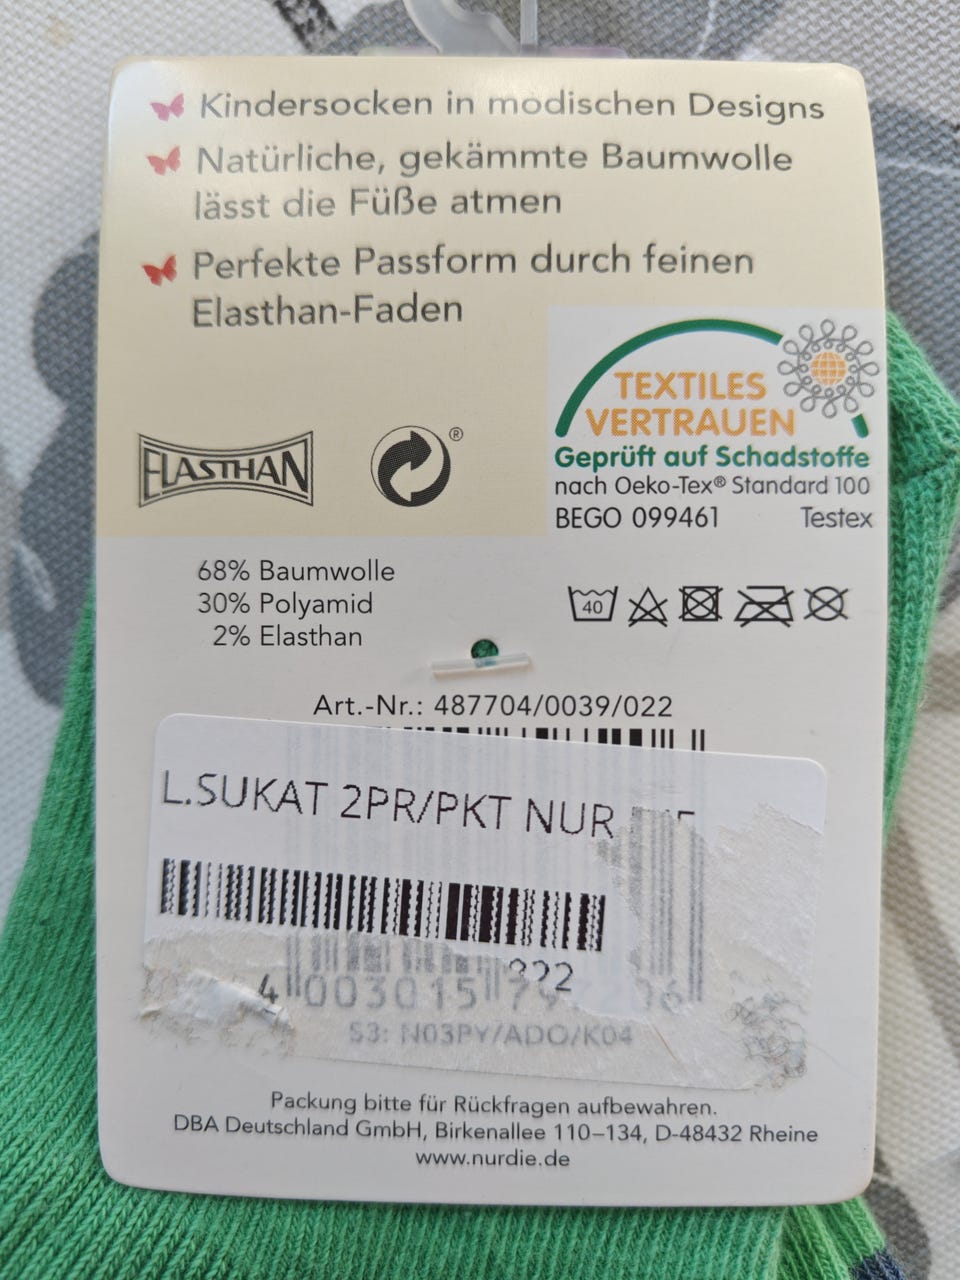 Kindersocken in modischen Designs
Natürliche, gekämmte Baumwolle
lässt die Füße atmen
Perfekte Passform durch feinen
Elasthan-Faden
ELASTHAN
®
TEXTILES
VERTRAUEN
Geprüft auf Schadstoffe
nach Oeko-Tex® Standard 100
BEGO 099461 Testex
68% Baumwolle
30% Polyamid
2% Elasthan
40
Art.-Nr.: 487704/0039/022
L.SUKAT 2PR/PKT NUR
4 003015
S3: N03PY/ADO/K04
Packung bitte für Rückfragen aufbewahren.
DBA Deutschland GmbH, Birkenallee 110–134, D-48432 Rheine
www.nurdie.de